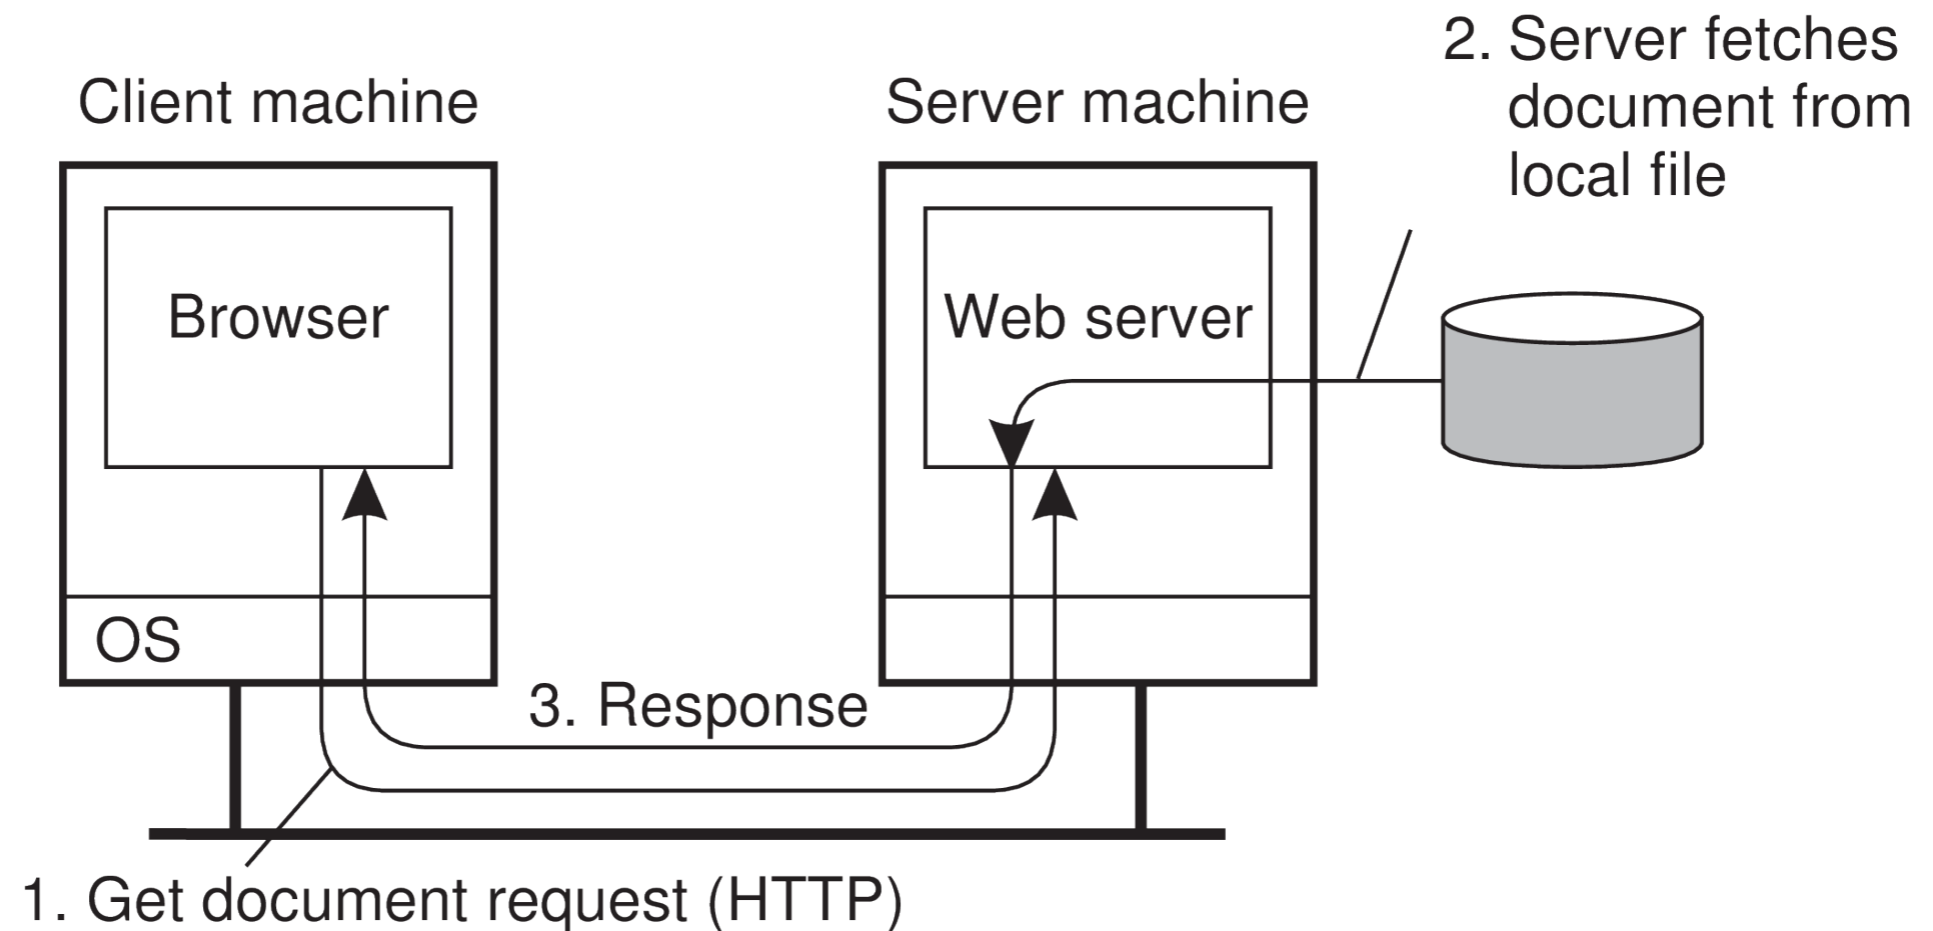 Client machine
Server machine
2. Server fetches
document from
local file
Browser
Web server
OS
3. Response
1. Get document request (HTTP)